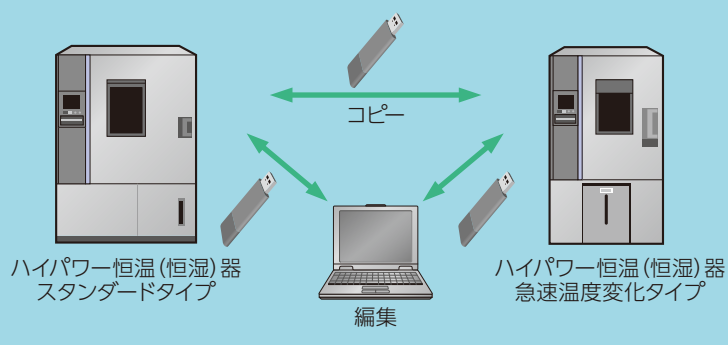 コピー
ハイパワー恒温(恒湿)器
スタンダードタイプ
ハイパワー恒温(恒湿)器
急速温度変化タイプ
編集